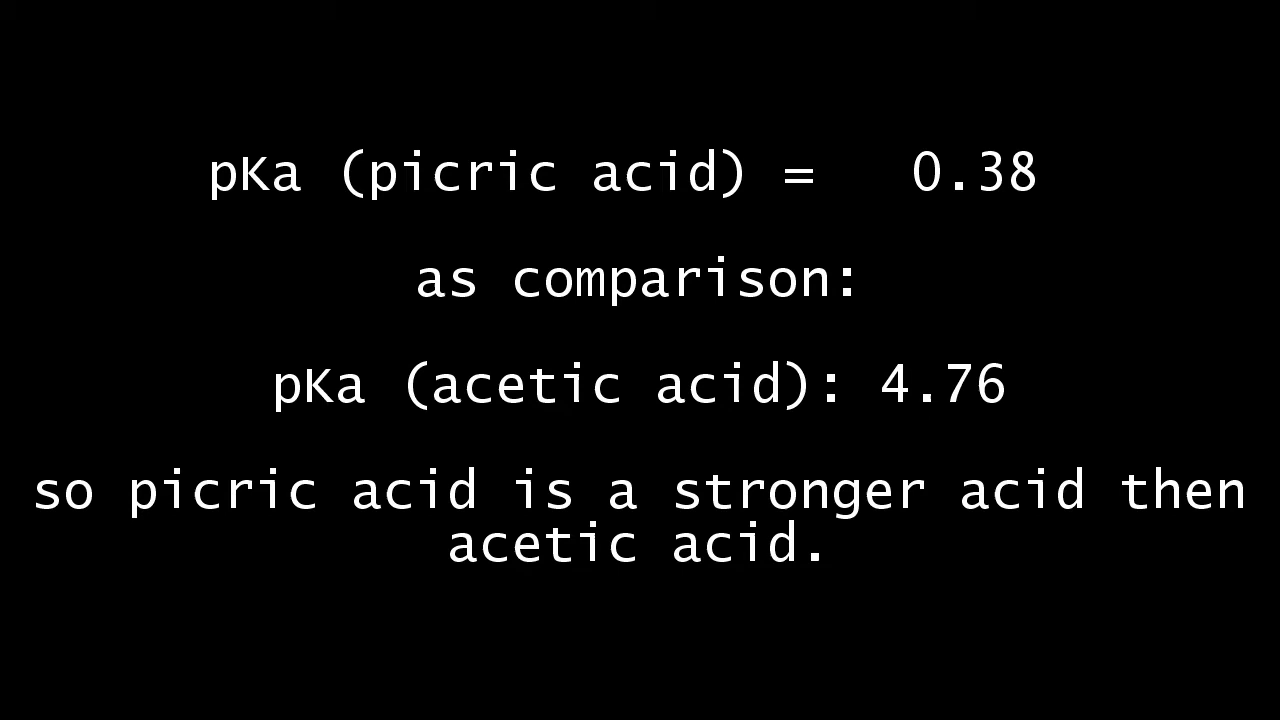 pKa (picric acid) =   0.38
as comparison:
pKa (acetic acid): 4.76
so picric acid is a stronger acid then
acetic acid.